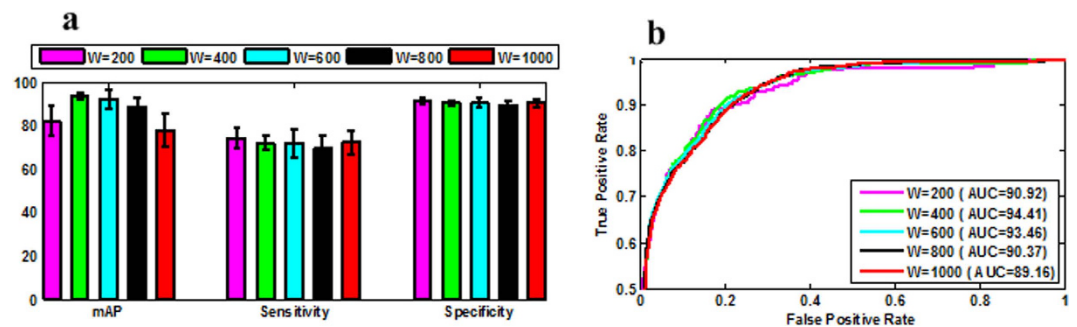 a
W=200 W=400 W=600 W=800 W=1000
100
80
60
40
20
0
mAP Sensitivity Specificity
b
1
0.9
0.8
0.7
0.6
0.5
True Positive Rate
W=200 ( AUC=90.92)
W=400 ( AUC=94.41)
W=600 ( AUC=93.46)
W=800 ( AUC=90.37)
W=1000 (AUC=89.16)
0 0.2 0.4 0.6 0.8 1
False Positive Rate